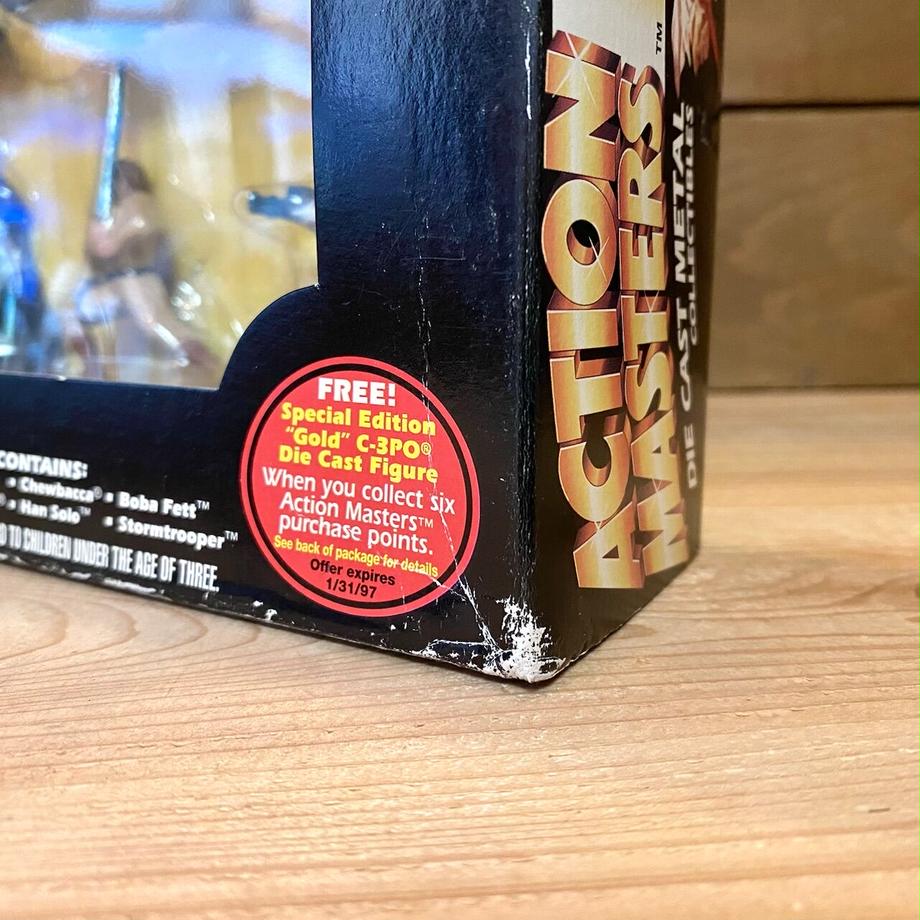 CONTAINS:
• Chewbacca® • Boba Fett™
• Han Solo™ • Stormtrooper™
TO CHILDREN UNDER THE AGE OF THREE.
FREE!
Special Edition
"Gold" C-3PO®
Die Cast Figure
When you collect six
Action Masters™
purchase points.
See back of package for details
Offer expires
1/31/97
ACTION
MASTERS™
DIE CAST METAL
COLLECTIBLES